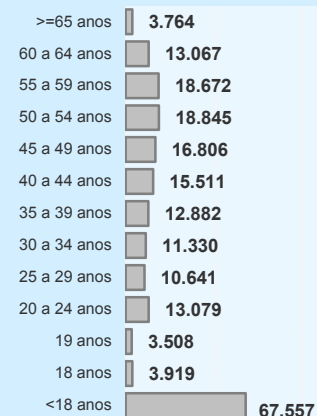 >=65 anos 3.764
60 a 64 anos 13.067
55 a 59 anos 18.672
50 a 54 anos 18.845
45 a 49 anos 16.806
40 a 44 anos 15.511
35 a 39 anos 12.882
30 a 34 anos 11.330
25 a 29 anos 10.641
20 a 24 anos 13.079
19 anos 3.508
18 anos 3.919
<18 anos 67.557